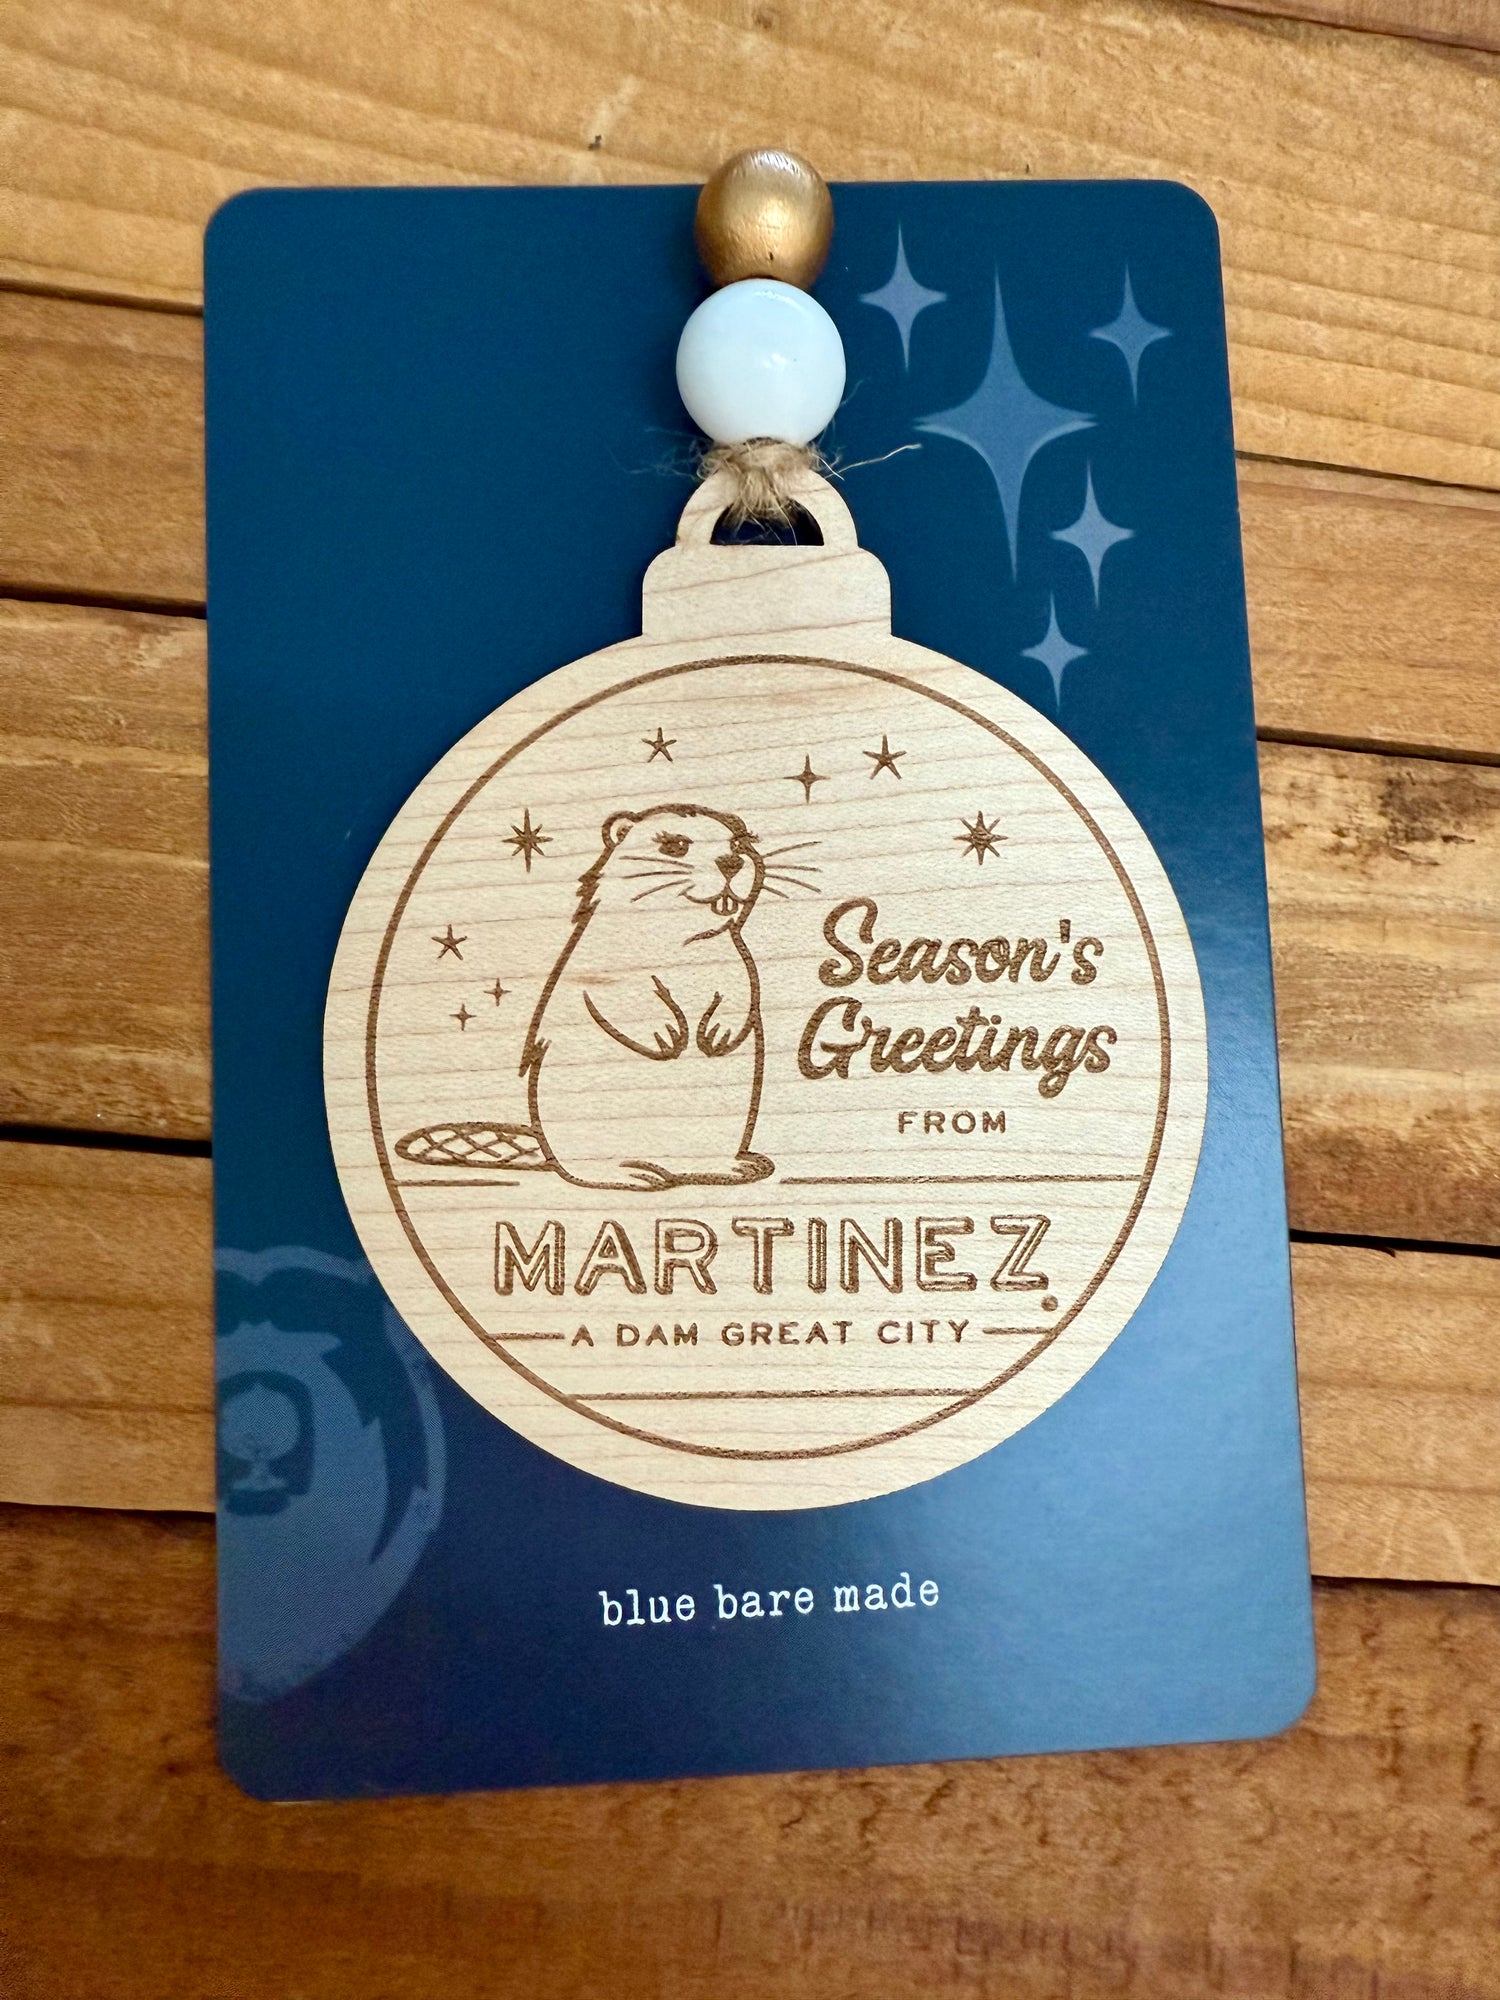 Season's
Greetings
FROM
MARTINEZ
A DAM GREAT CITY
blue bare made